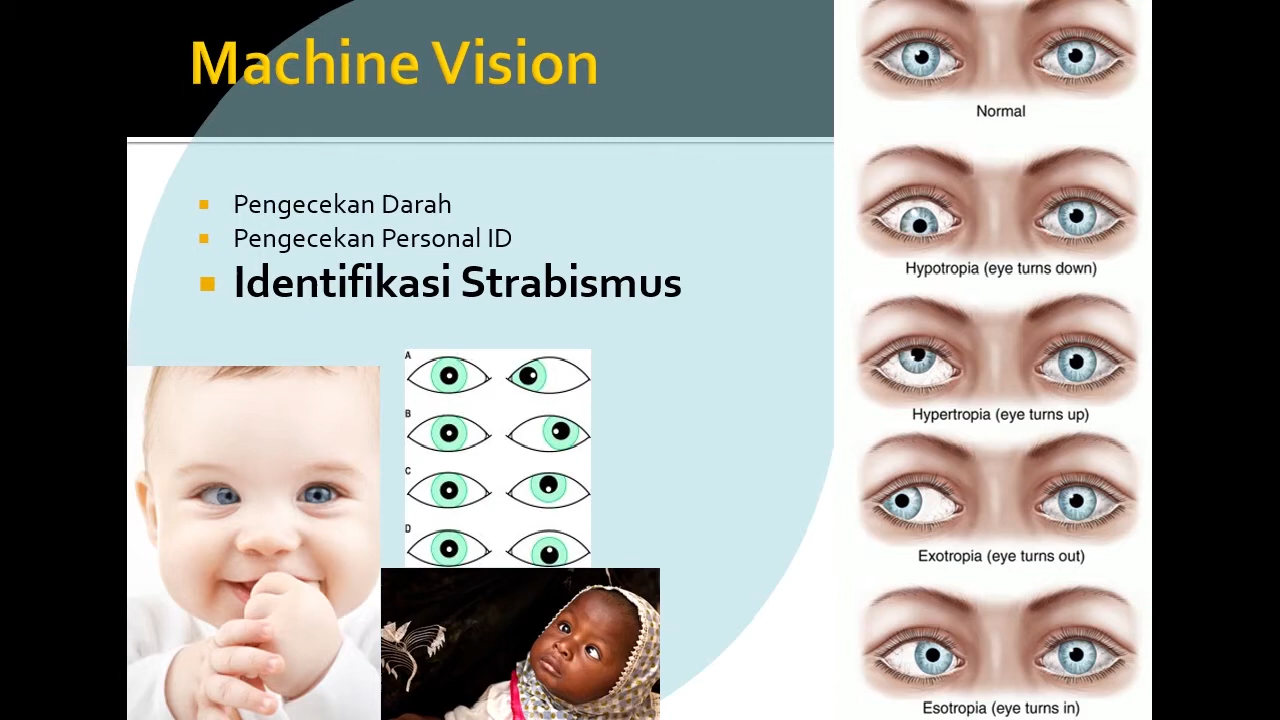 Machine Vision
Pengecekan Darah
Pengecekan Personal ID
Identifikasi Strabismus
A
B
C
D
Normal
Hypotropia (eye turns down)
Hypertropia (eye turns up)
Exotropia (eye turns out)
Esotropia (eye turns in)